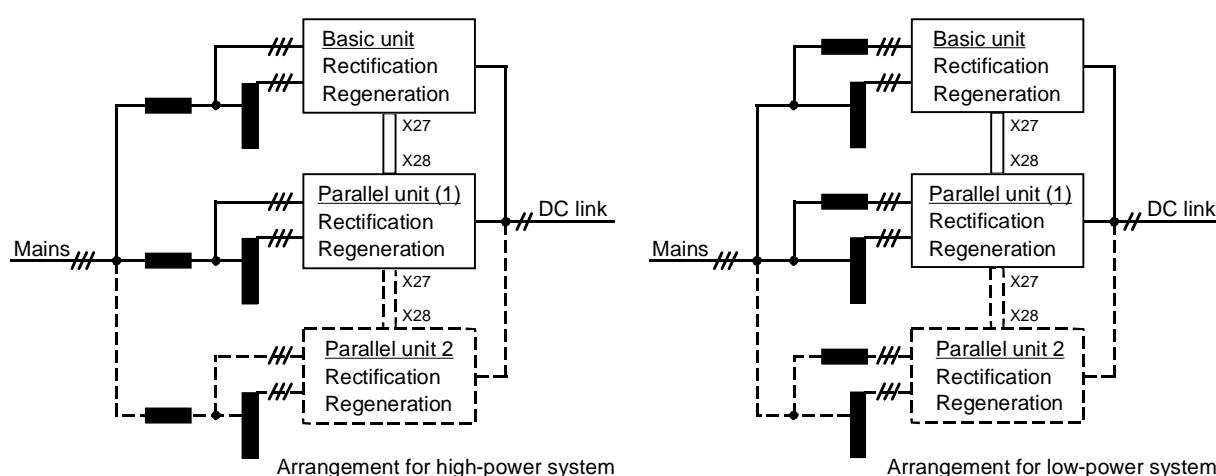 Basic unit
Rectification
Regeneration
X27
X28
Parallel unit (1)
Rectification
Regeneration
Mains
DC link
X27
X28
Parallel unit 2
Rectification
Regeneration
Arrangement for high-power system
Basic unit
Rectification
Regeneration
X27
X28
Parallel unit (1)
Rectification
Regeneration
Mains
DC link
X27
X28
Parallel unit 2
Rectification
Regeneration
Arrangement for low-power system